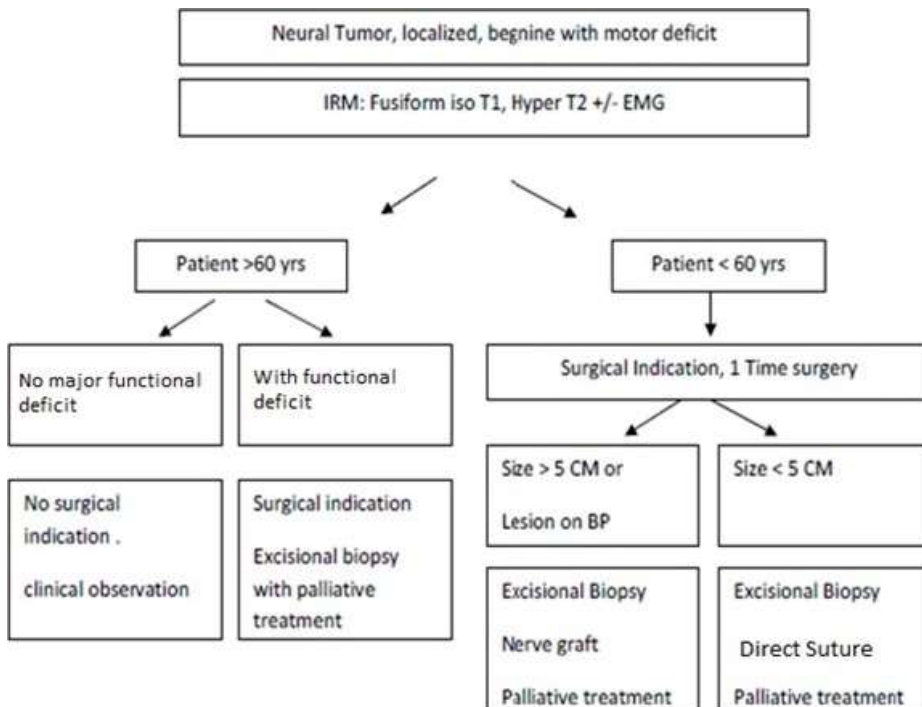 Neural Tumor, localized, begnine with motor deficit
IRM: Fusiform iso T1, Hyper T2 +/- EMG
Patient >60 yrs
Patient < 60 yrs
No major functional
deficit
With functional
deficit
Surgical Indication, 1 Time surgery
Size > 5 CM or
Lesion on BP
Size < 5 CM
No surgical
indication .
clinical observation
Surgical indication
Excisional biopsy
with palliative
treatment
Excisional Biopsy
Nerve graft
Palliative treatment
Excisional Biopsy
Direct Suture
Palliative treatment